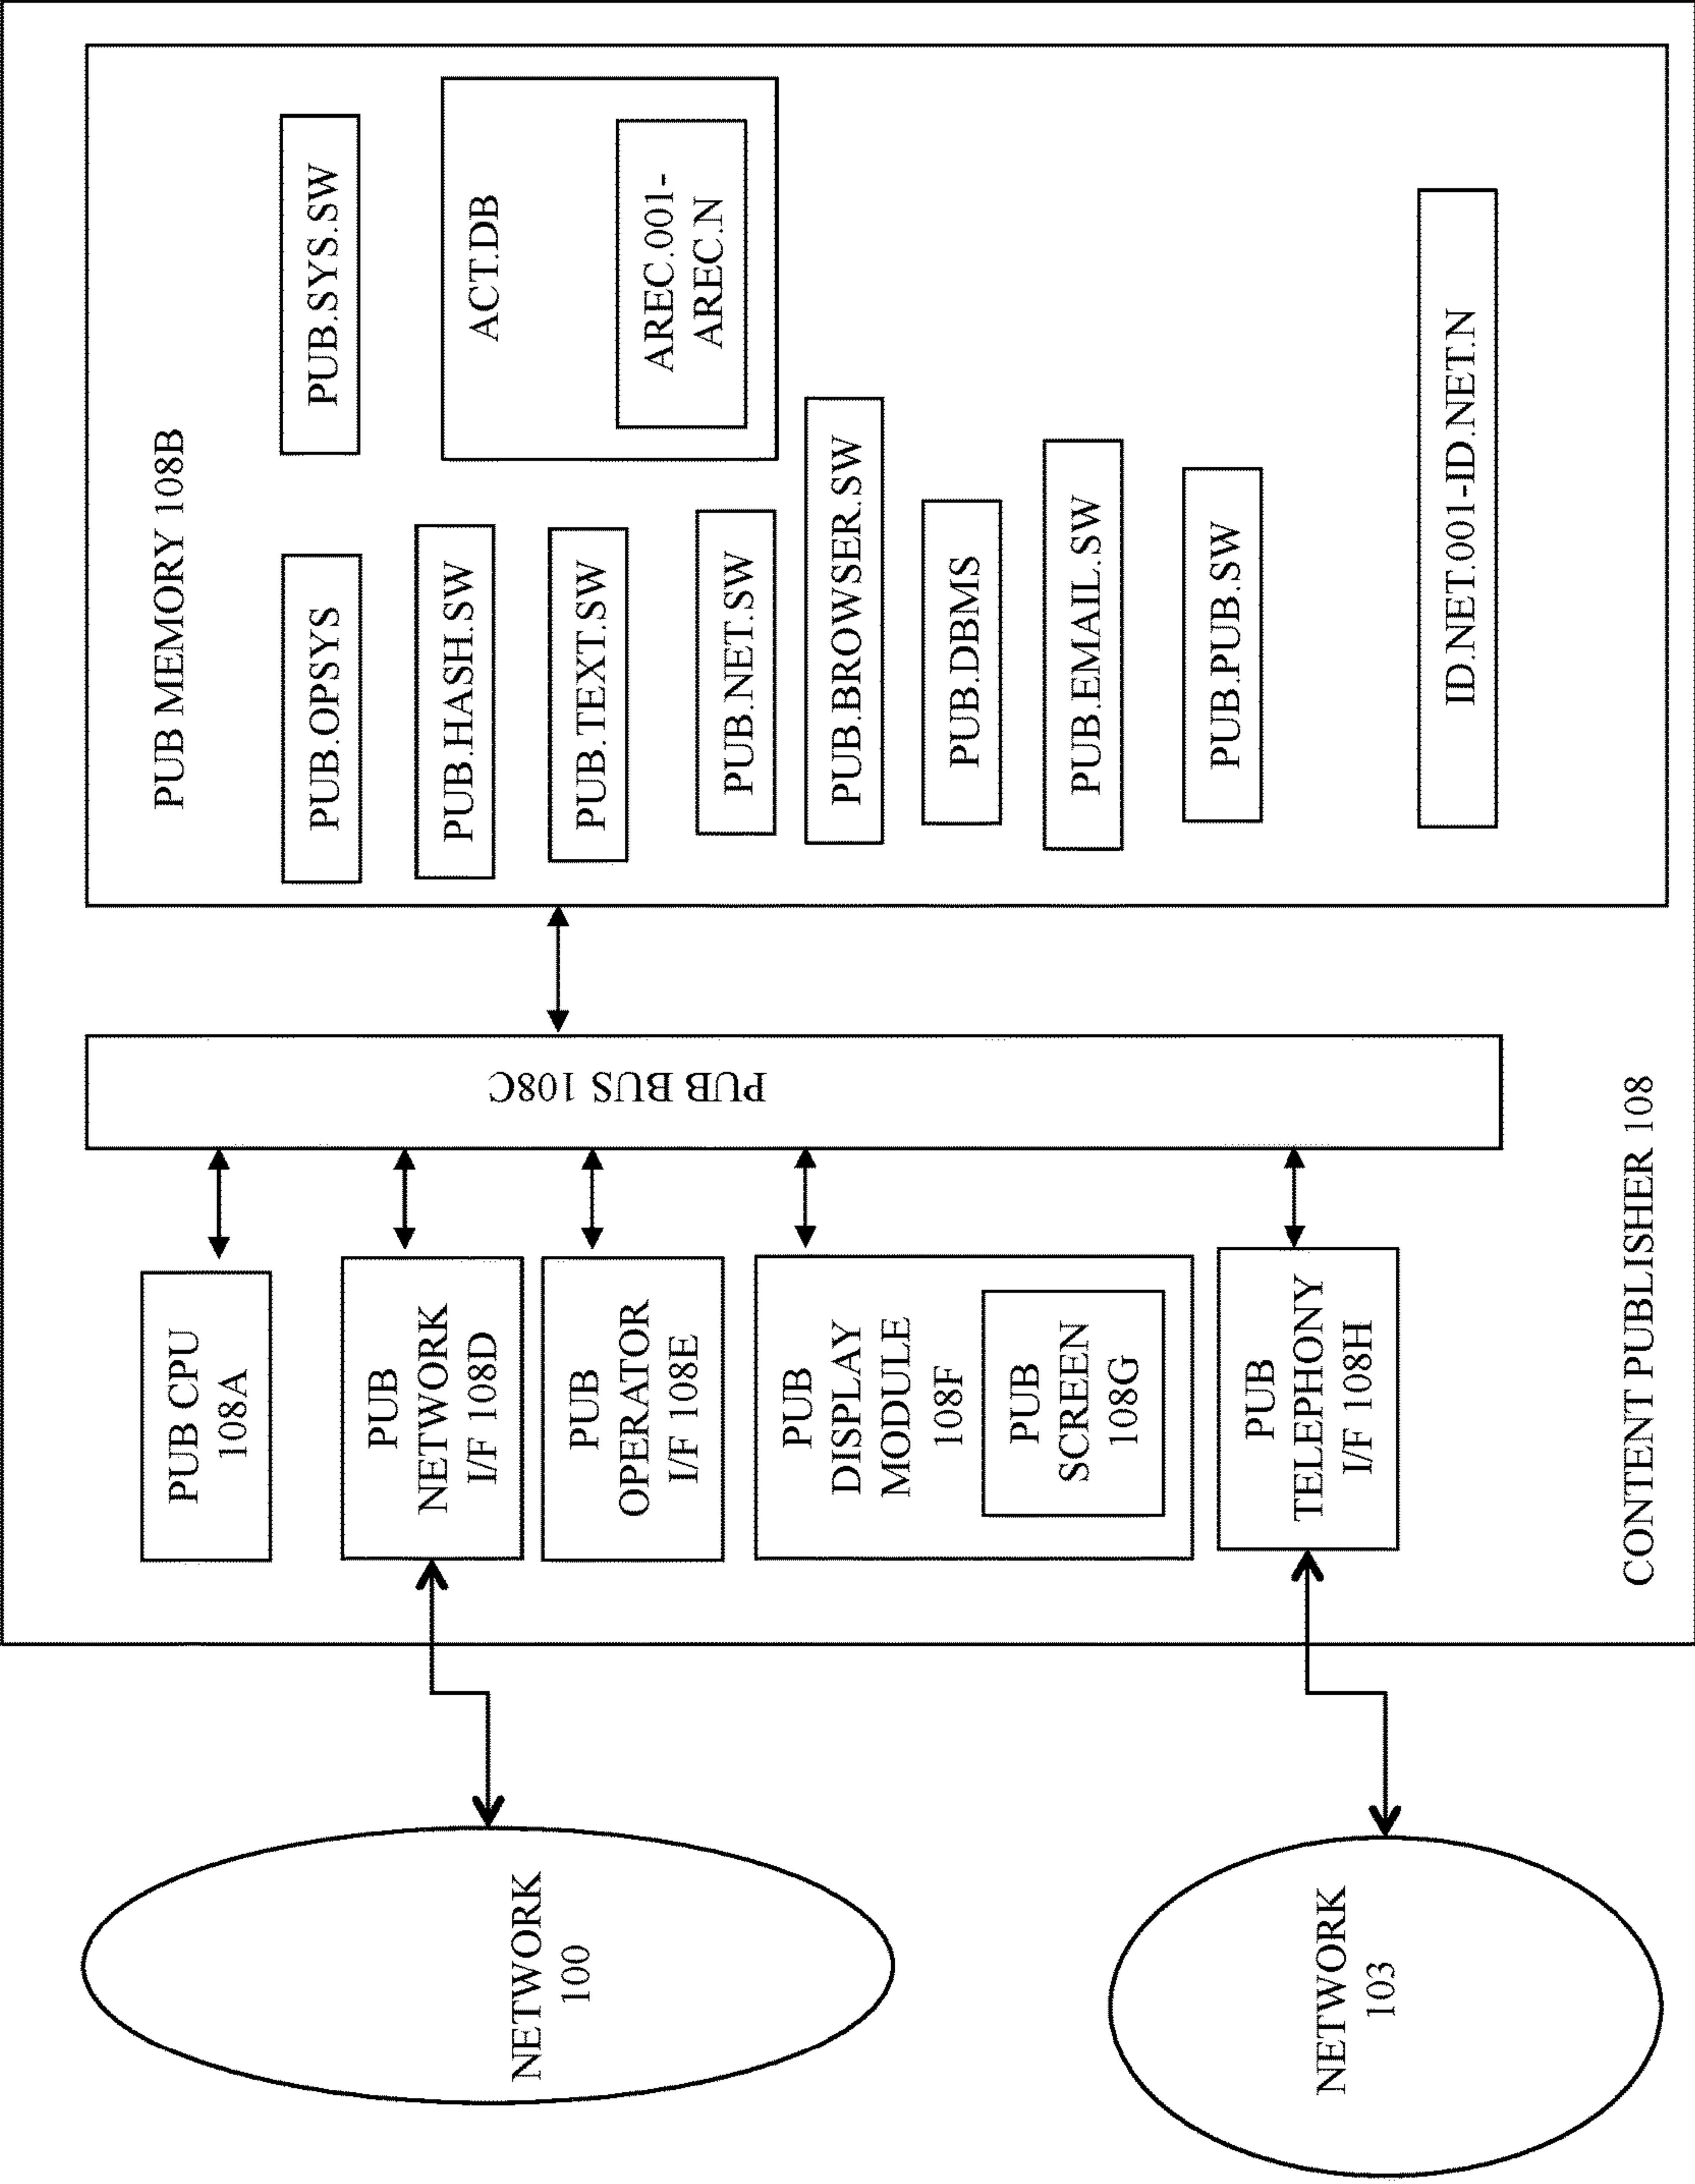 NETWORK
100
NETWORK
103
PUB CPU
108A
PUB
NETWORK
I/F 108D
PUB
OPERATOR
I/F 108E
PUB
DISPLAY
MODULE
108F
PUB
SCREEN
108G
PUB
TELEPHONY
I/F 108H
CONTENT PUBLISHER 108
PUB BUS 108C
PUB MEMORY 108B
PUB.OPSYS
PUB.SYS.SW
PUB.HASH.SW
ACT.DB
PUB.TEXT.SW
AREC.001-
AREC.N
PUB.NET.SW
PUB.BROWSER.SW
PUB.DBMS
PUB.EMAIL.SW
PUB.PUB.SW
ID.NET.001-ID.NET.N